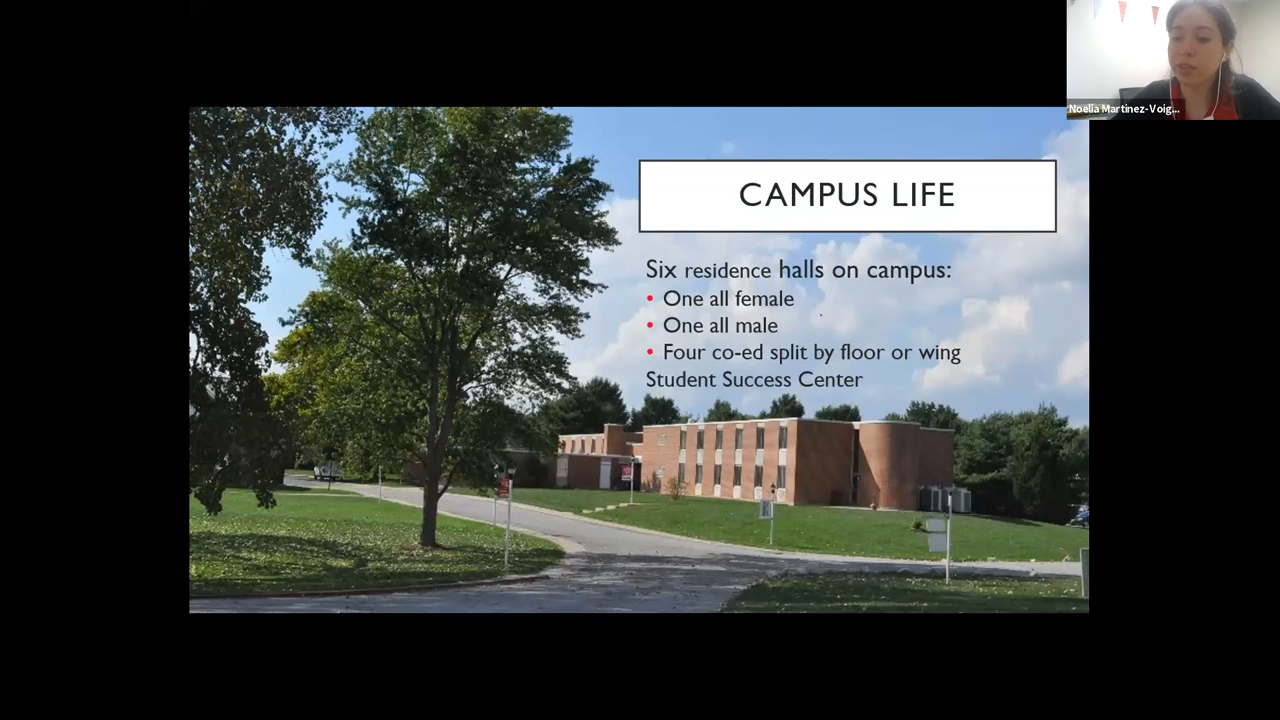 Noelia Martinez-Voig...
CAMPUS LIFE
Six residence halls on campus:
• One all female
• One all male
• Four co-ed split by floor or wing
Student Success Center